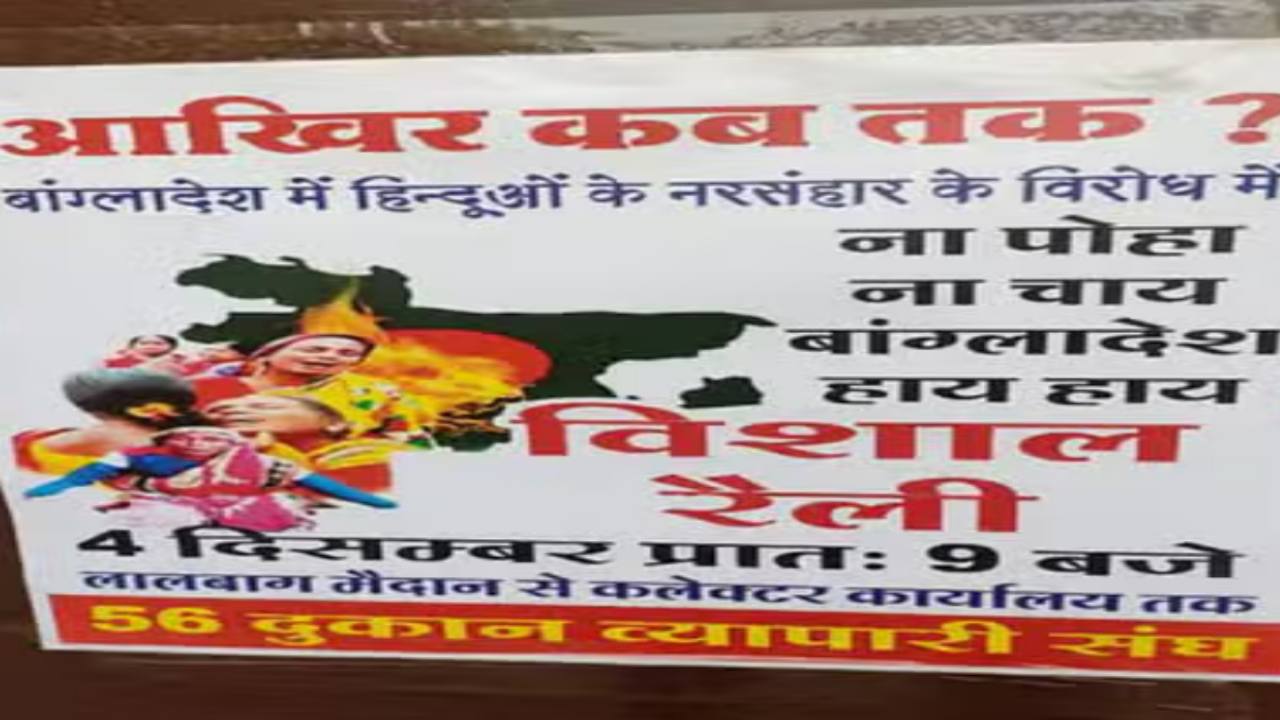 आखिर कब तक ?
बांग्लादेश में हिन्दूओं के नरसंहार के विरोध में
ना पोहा
ना चाय
बांग्लादेश
हाय हाय
विशाल
रैली
4 दिसम्बर प्रात: 9 बजे
लालबाग मैदान से कलेक्टर कार्यालय तक
56 दुकान व्यापारी संघ